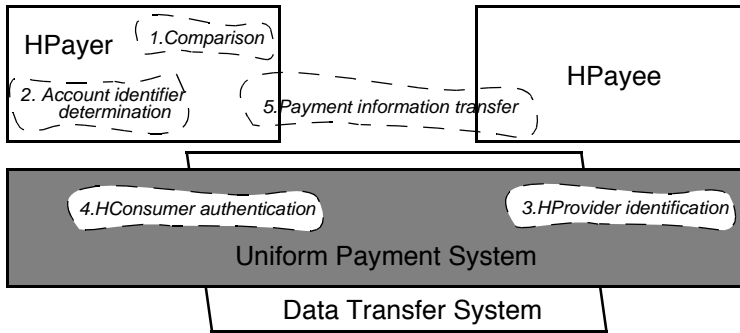 1.Comparison
HPayer
HPayee
2. Account identifier
determination
5.Payment information transfer
4.HConsumer authentication
3.HProvider identification
Uniform Payment System
Data Transfer System